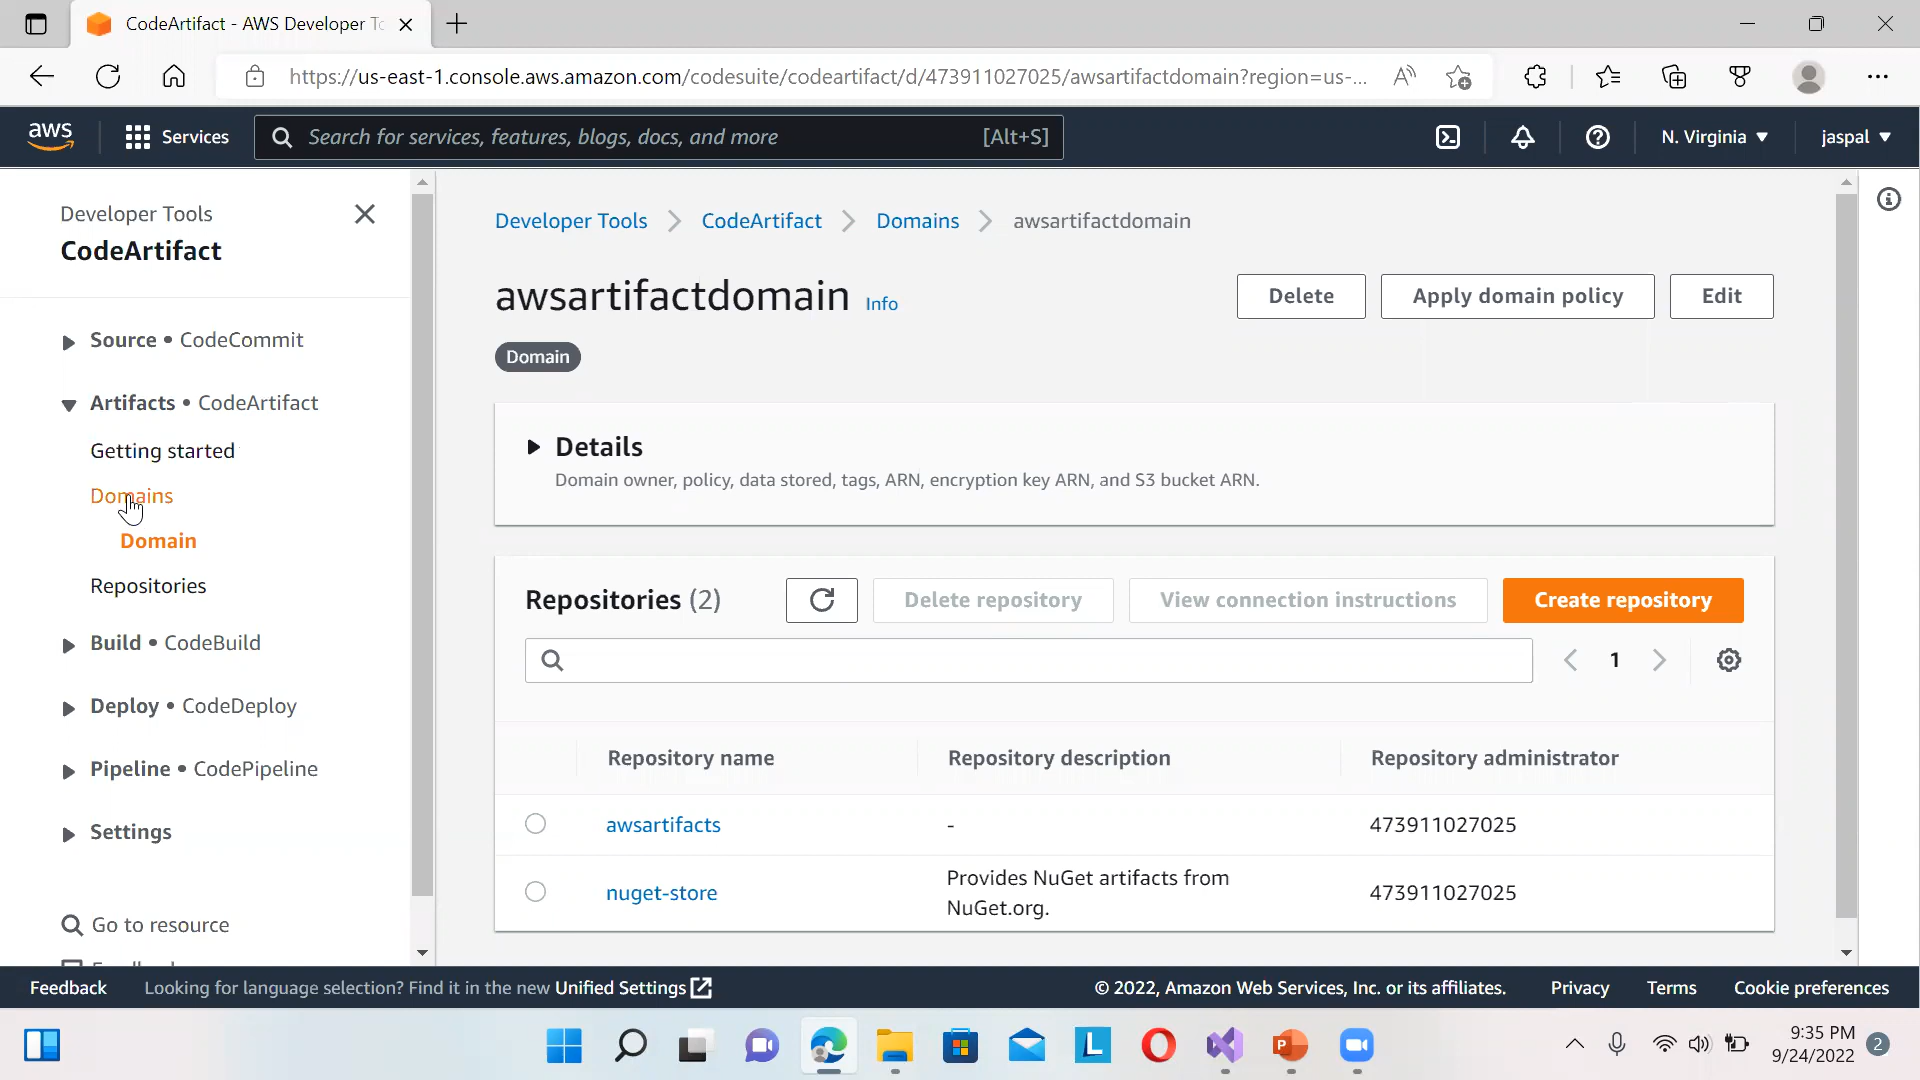 CodeArtifact - AWS Developer To
https://us-east-1.console.aws.amazon.com/codesuite/codeartifact/d/473911027025/awsartifactdomain?region=us-...
aws
Services
Search for services, features, blogs, docs, and more
[Alt+S]
N. Virginia
jaspal
Developer Tools
CodeArtifact
Source • CodeCommit
Artifacts • CodeArtifact
Getting started
Domains
Domain
Repositories
Build • CodeBuild
Deploy • CodeDeploy
Pipeline • CodePipeline
Settings
Go to resource
Developer Tools
CodeArtifact
Domains
awsartifactdomain
awsartifactdomain Info
Delete
Apply domain policy
Edit
Domain
Details
Domain owner, policy, data stored, tags, ARN, encryption key ARN, and S3 bucket ARN.
Repositories (2)
Delete repository
View connection instructions
Create repository
1
Repository name
Repository description
Repository administrator
awsartifacts
-
473911027025
nuget-store
Provides NuGet artifacts from
NuGet.org.
473911027025
Feedback
Looking for language selection? Find it in the new Unified Settings
© 2022, Amazon Web Services, Inc. or its affiliates.
Privacy
Terms
Cookie preferences
9:35 PM
9/24/2022
2